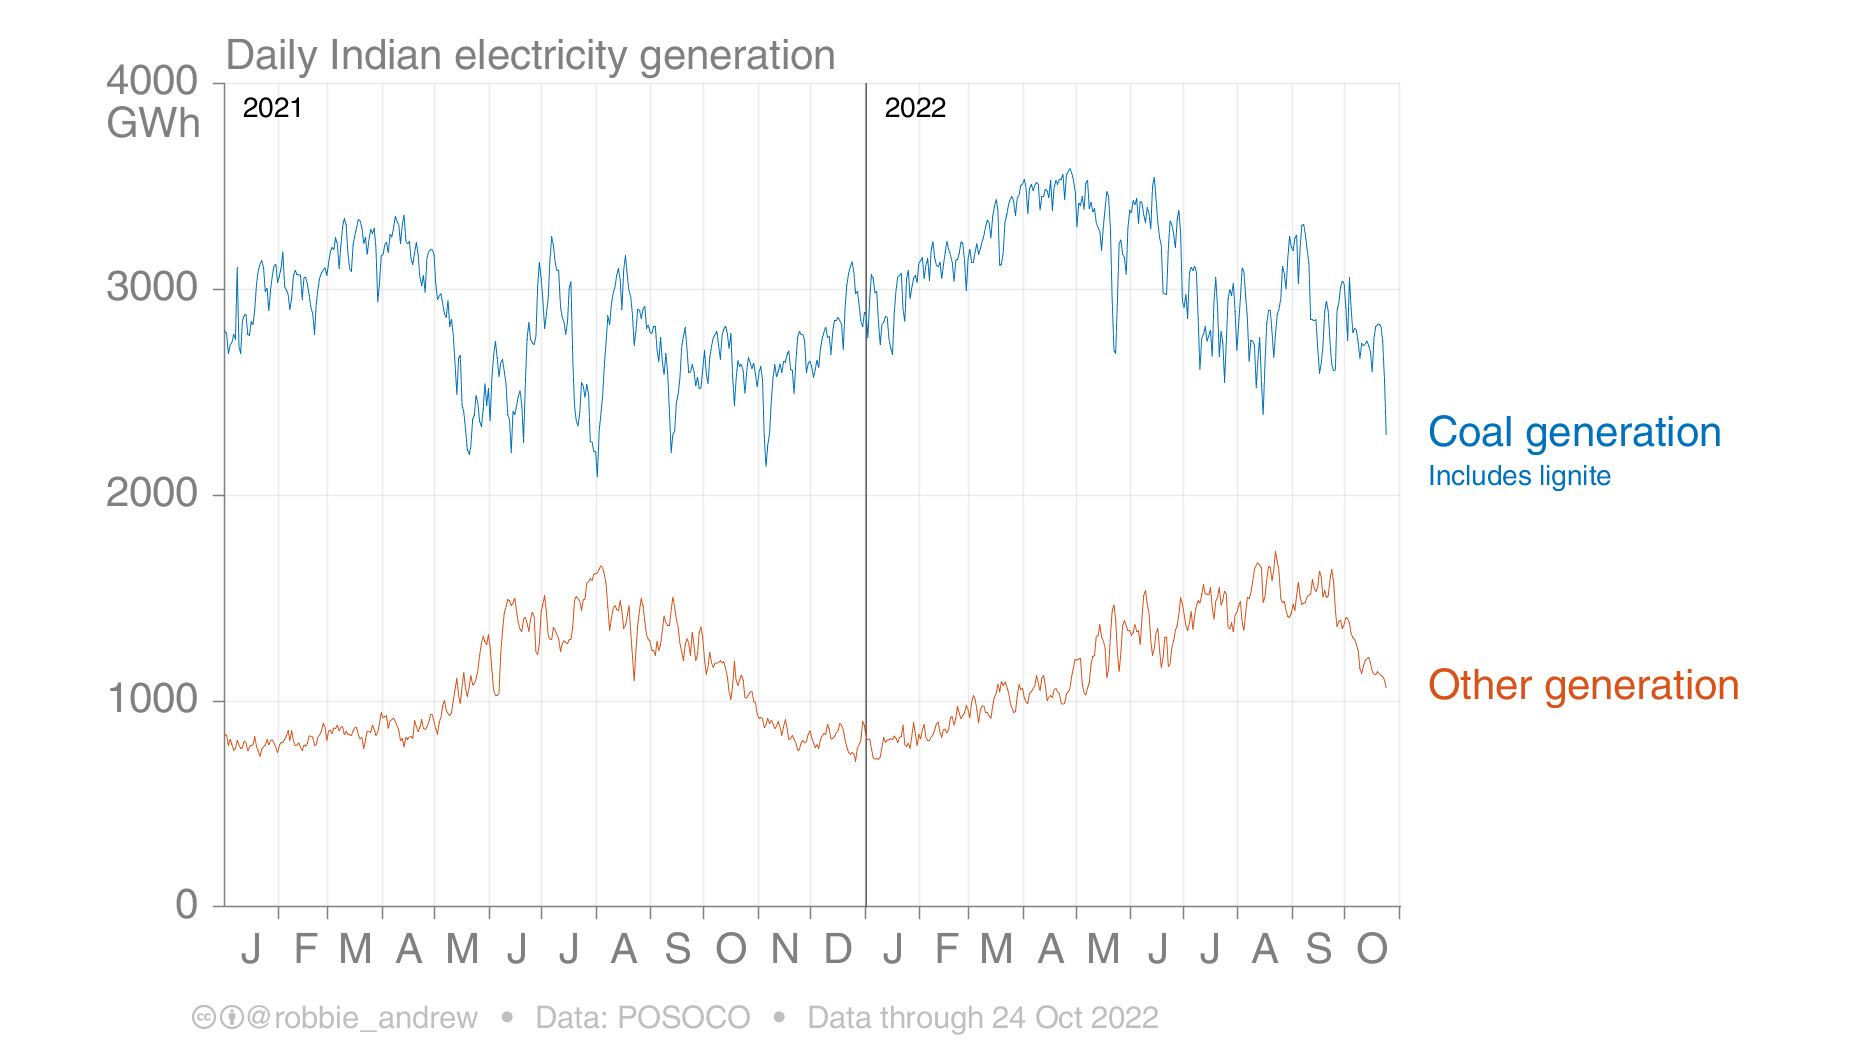 Daily Indian electricity generation
4000
GWh
2021
2022
3000
2000
1000
0
Coal generation
Includes lignite
Other generation
J F M A M J J A S O N D J F M A M J J A S O
cc @robbie_andrew • Data: POSOCO • Data through 24 Oct 2022